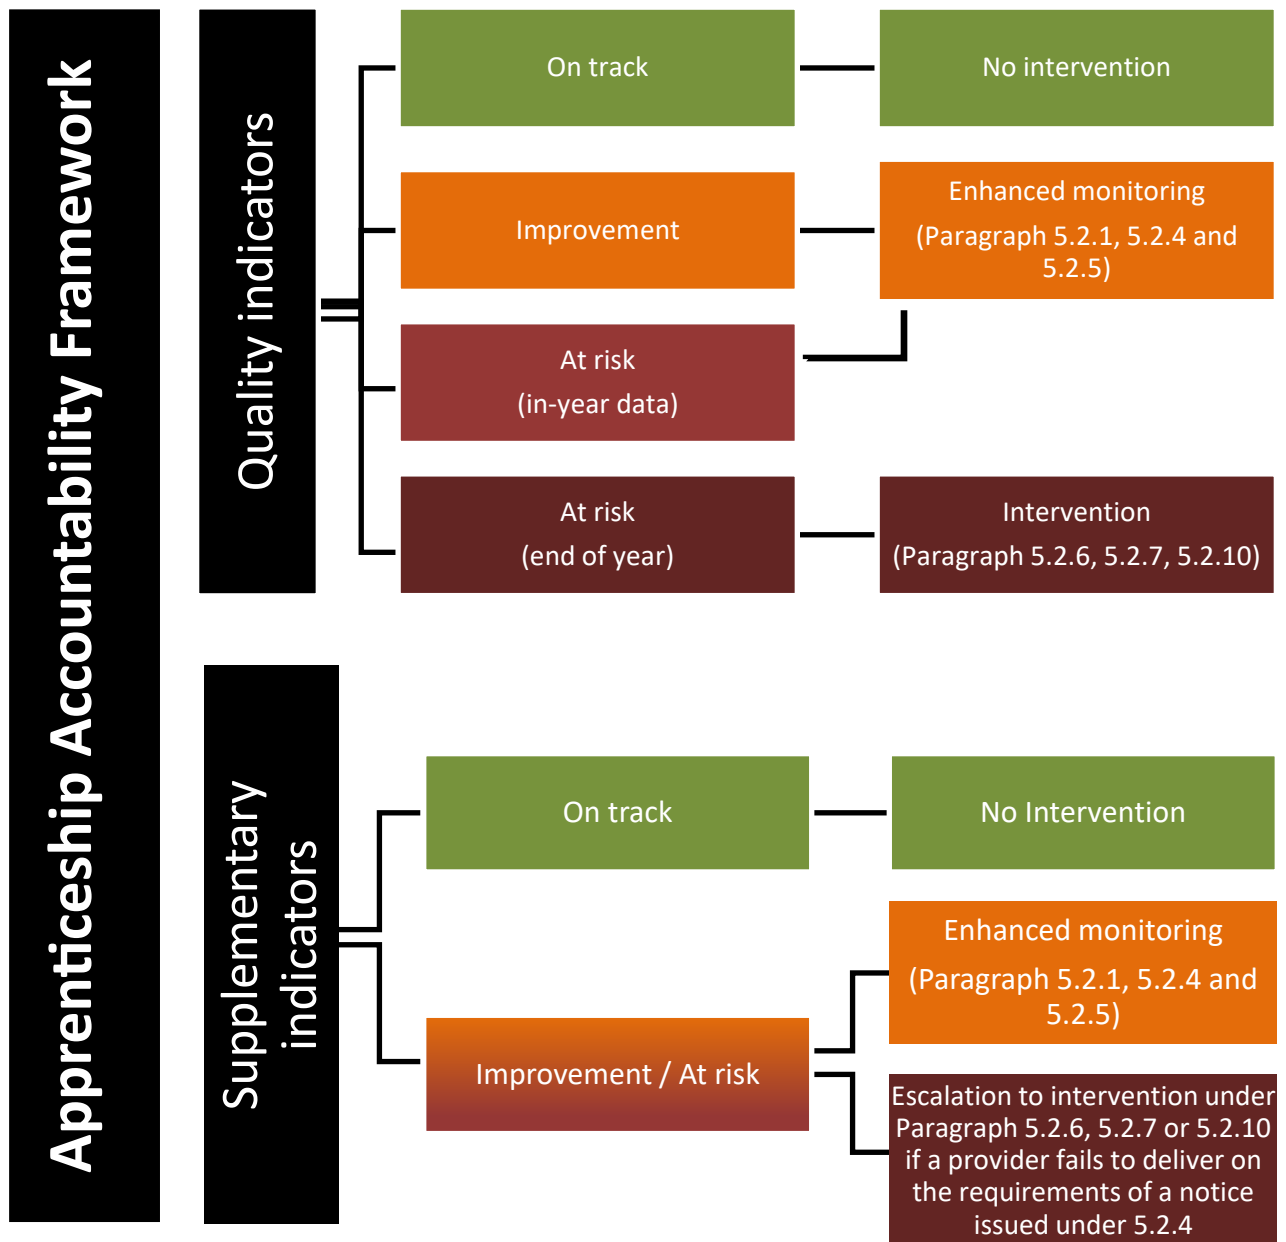 Apprenticeship Accountability Framework
Quality indicators
On track
No intervention
Improvement
Enhanced monitoring
(Paragraph 5.2.1, 5.2.4 and
5.2.5)
At risk
(in-year data)
At risk
(end of year)
Intervention
(Paragraph 5.2.6, 5.2.7, 5.2.10)
Supplementary
indicators
On track
No Intervention
Improvement / At risk
Enhanced monitoring
(Paragraph 5.2.1, 5.2.4 and
5.2.5)
Escalation to intervention under
Paragraph 5.2.6, 5.2.7 or 5.2.10
if a provider fails to deliver on
the requirements of a notice
issued under 5.2.4